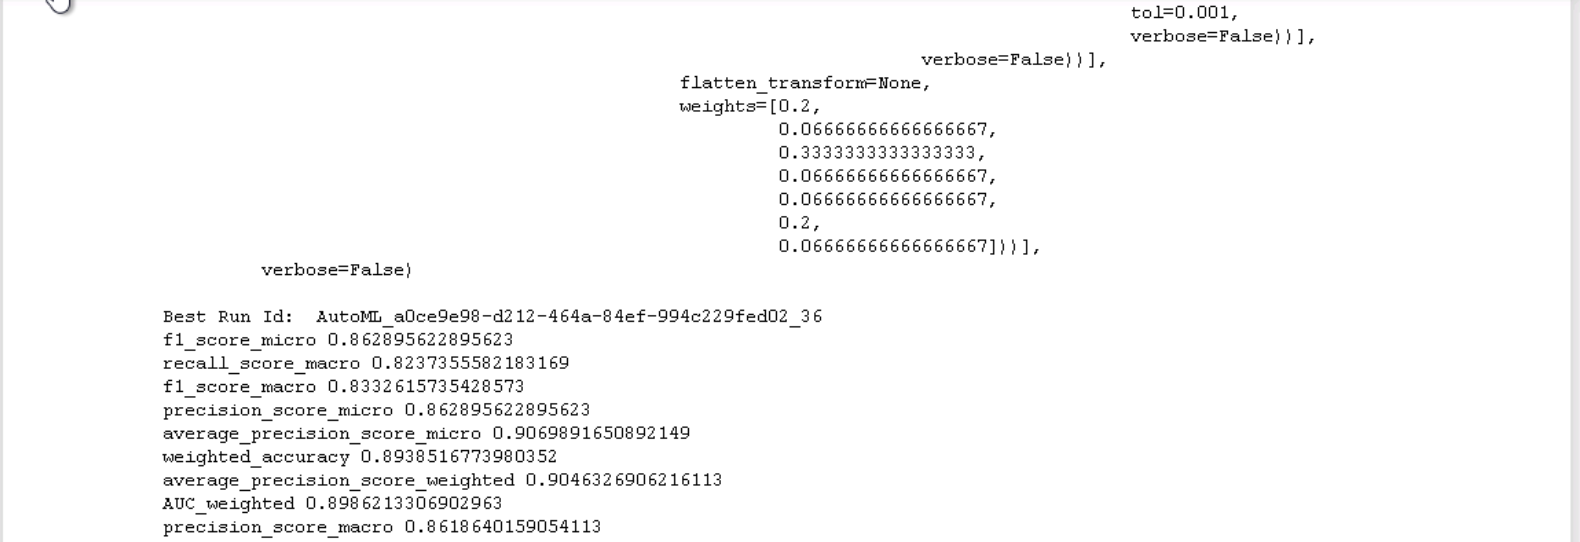 tol=0.001,
verbose=False))],
verbose=False))],
flatten_transform=None,
weights=[0.2,
0.06666666666666667,
0.3333333333333333,
0.06666666666666667,
0.06666666666666667,
0.2,
0.06666666666666667]))],
verbose=False)
Best Run Id:  AutoML_a0ce9e98-d212-464a-84ef-994c229fed02_36
f1_score_micro 0.862895622895623
recall_score_macro 0.8237355582183169
f1_score_macro 0.8332615735428573
precision_score_micro 0.862895622895623
average_precision_score_micro 0.9069891650892149
weighted_accuracy 0.8938516773980352
average_precision_score_weighted 0.9046326906216113
AUC_weighted 0.8986213306902963
precision_score_macro 0.8618640159054113